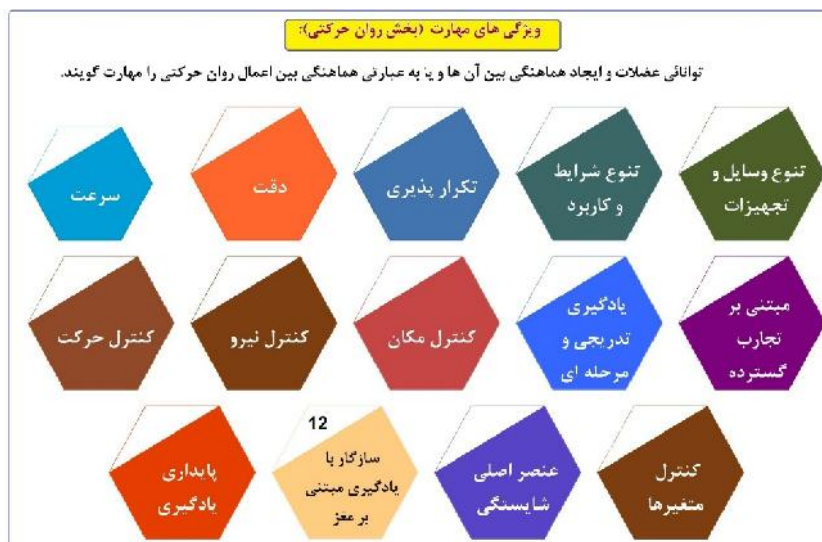 ویژگی های مهارت (بخش روان حرکتی):
توانائی عضلات و ایجاد هماهنگی بین آن ها و یا به عبارتی هماهنگی بین اعمال روان حرکتی را مهارت گویند.
تنوع وسایل و
تجهیزات
تنوع شرایط
و کاربرد
تکرار پذیری
دقت
سرعت
مبتنی بر
تجارب
گسترده
یادگیری
تدریجی و
مرحله ای
کنترل مکان
کنترل نیرو
کنترل حرکت
کنترل
متغیرها
عنصر اصلی
شایستگی
12
سازگار با
یادگیری مبتنی
بر مغز
پایداری
یادگیری